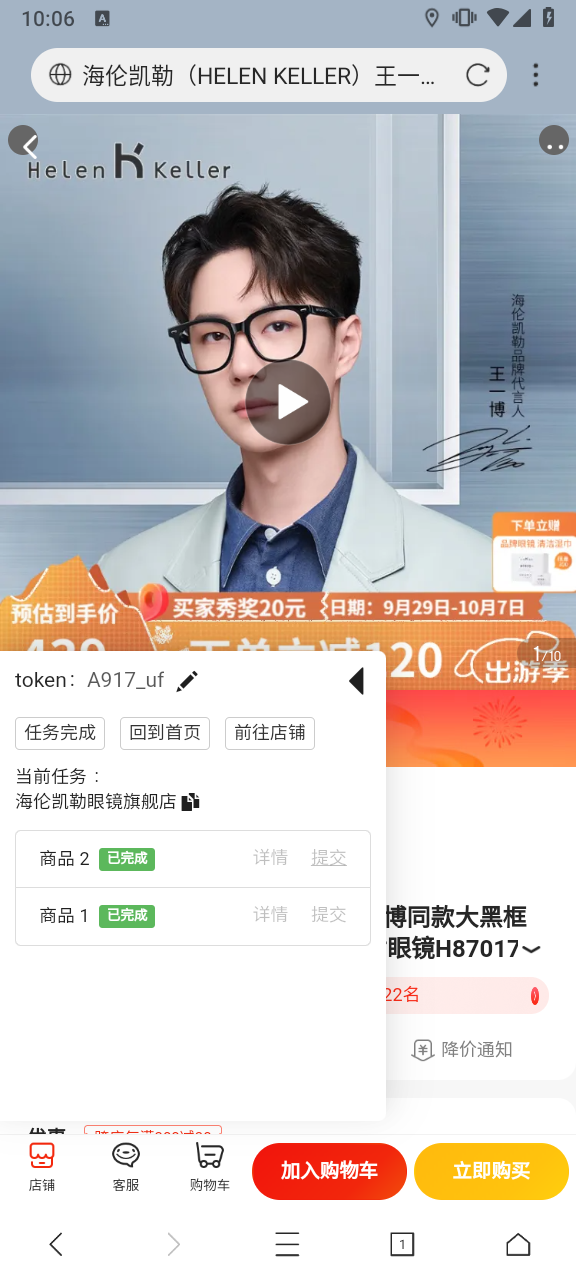 10:06
A
海伦凯勒（HELEN KELLER）王一…
Helen Keller
海伦凯勒品牌代言人
王一博
下单立赠
品牌眼镜 清洁湿巾
预估到手价
买家秀奖20元
日期：9月29日-10月7日
下单立减120
出游季
1/10
token： A917_uf
任务完成
回到首页
前往店铺
当前任务：
海伦凯勒眼镜旗舰店
商品 2 已完成 详情 提交
商品 1 已完成 详情 提交
博同款大黑框
眼镜H87017
22名
降价通知
优惠
店铺
客服
购物车
加入购物车
立即购买
1